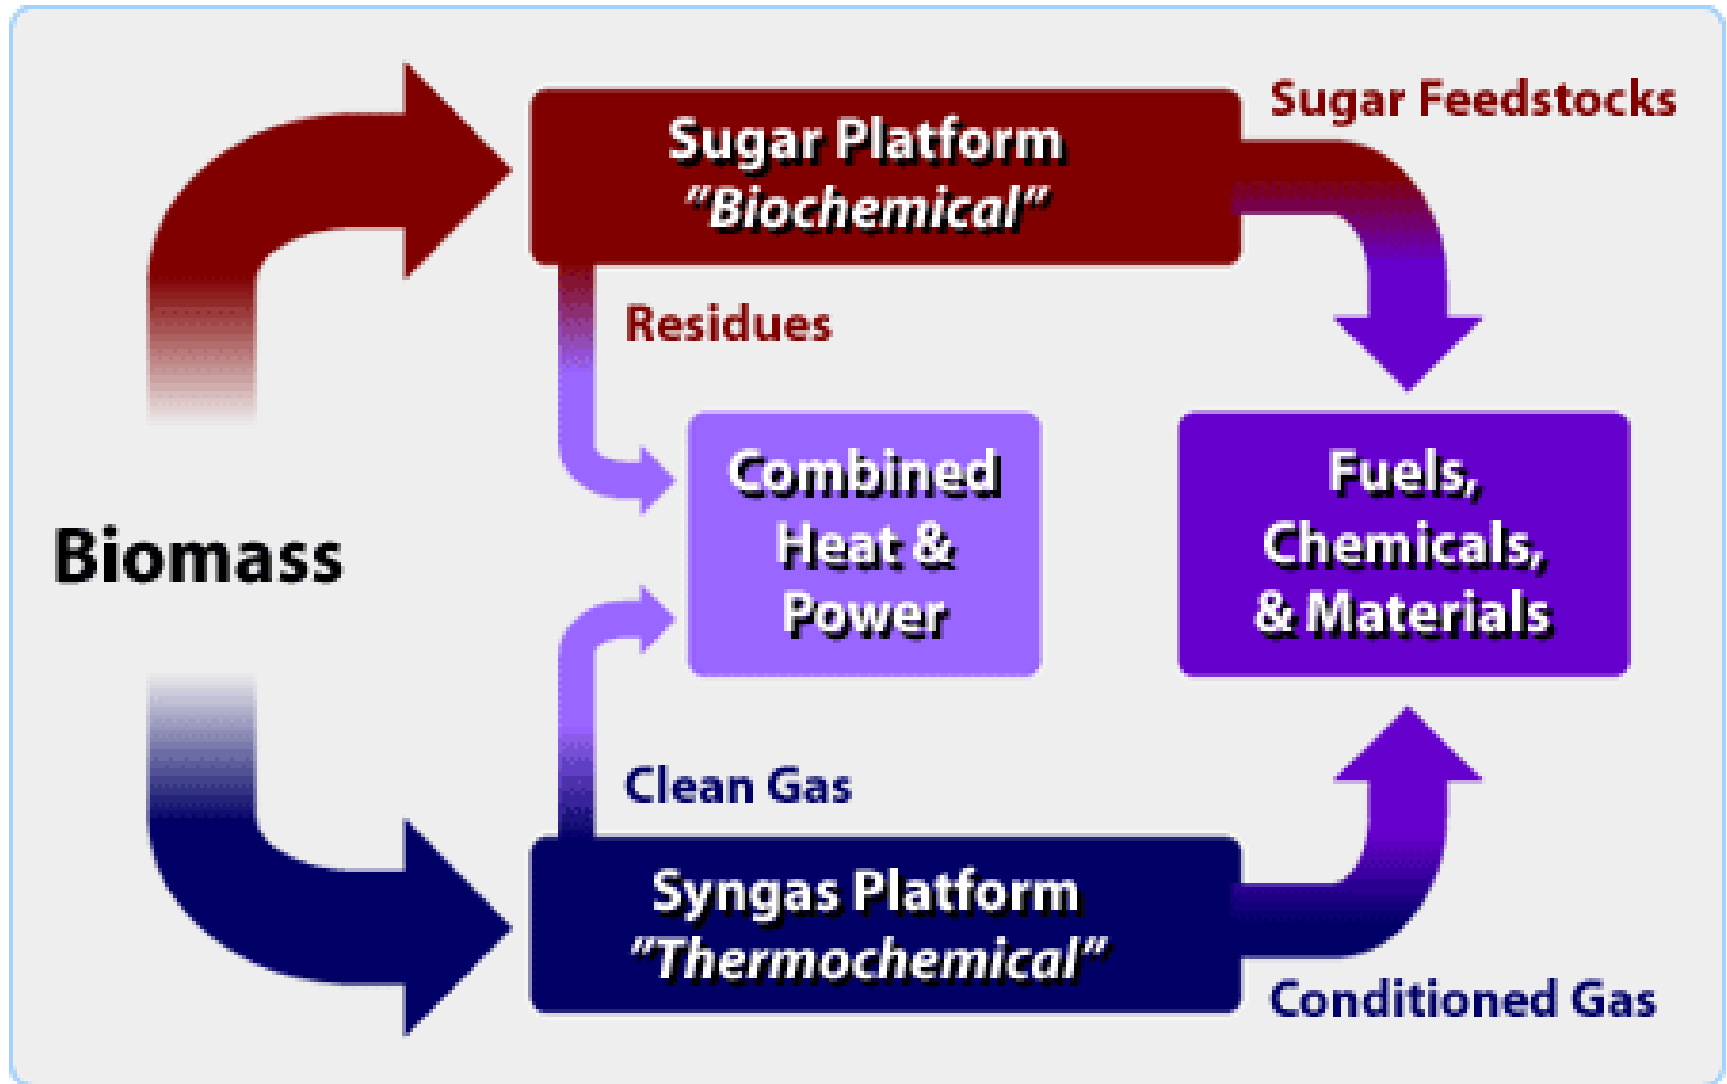 Sugar Feedstocks
Sugar Platform
"Biochemical"
Residues
Combined
Heat &
Power
Fuels,
Chemicals,
& Materials
Biomass
Clean Gas
Syngas Platform
"Thermochemical"
Conditioned Gas